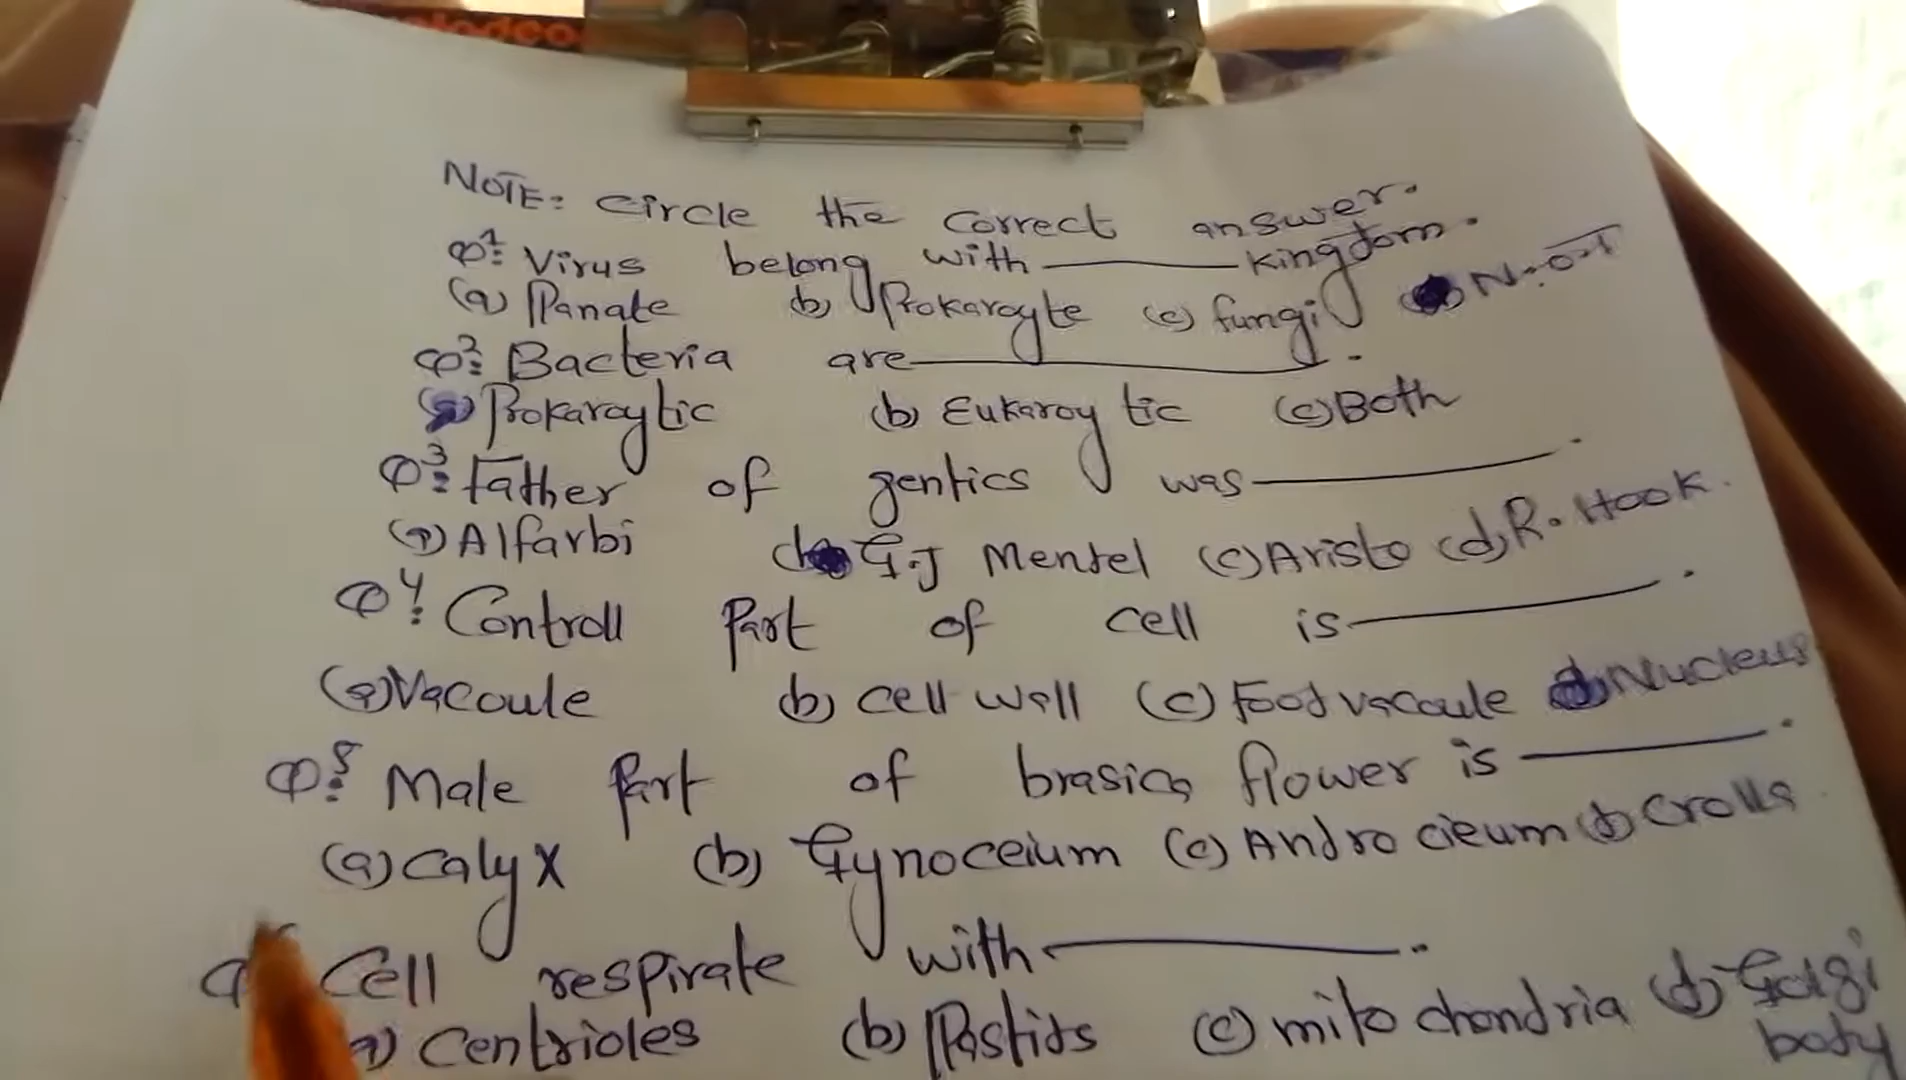 NOTE: Circle the correct answer.
Q1: Virus belong with ______ kingdom.
(a) Planate (b) Prokaroyte (c) fungi N.o.t
Q2: Bacteria are ______.
(a) Prokaroytic (b) Eukaroytic (c) Both
Q3: Father of gentics was ______.
(a) Alfarbi (b) G.J Mendel (c) Aristo (d) R. Hook.
Q4: Controll Part of cell is ______.
(a) Vacoule (b) cell wall (c) Food vacoule (d) Nucleus
Q5: Male Part of brasica flower is ______.
(a) calyx (b) Gynoceium (c) Androcieum (d) Crolla
Q Cell respirate with ______.
(a) Centrioles (b) Plastids (c) mitochondria (d) Golgi
body